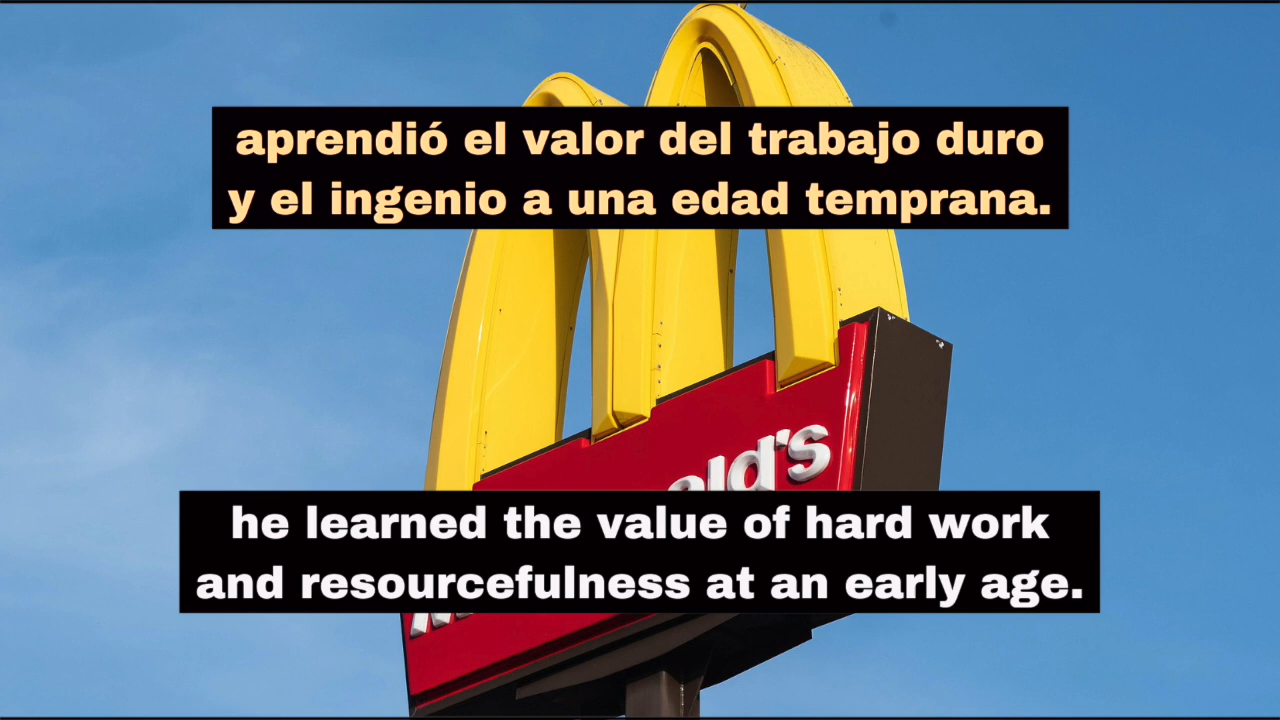 aprendió el valor del trabajo duro
y el ingenio a una edad temprana.
ald's
he learned the value of hard work
and resourcefulness at an early age.